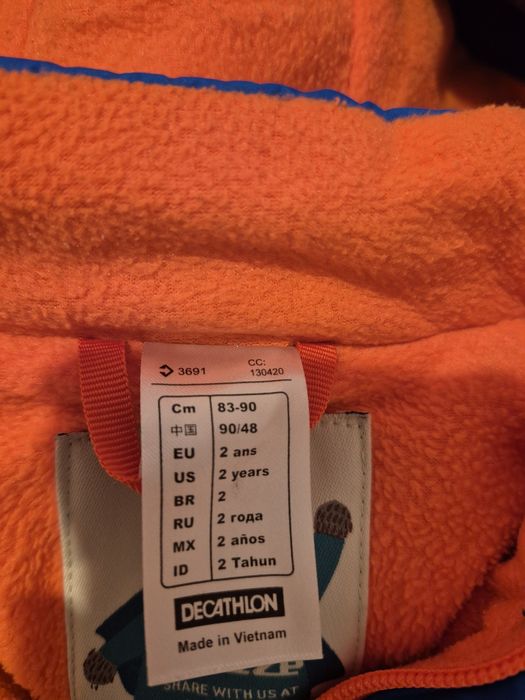 3691
CC:
130420
Cm 83-90
中国 90/48
EU 2 ans
US 2 years
BR 2
RU 2 года
MX 2 años
ID 2 Tahun
DECATHLON
Made in Vietnam
SHARE WITH US AT